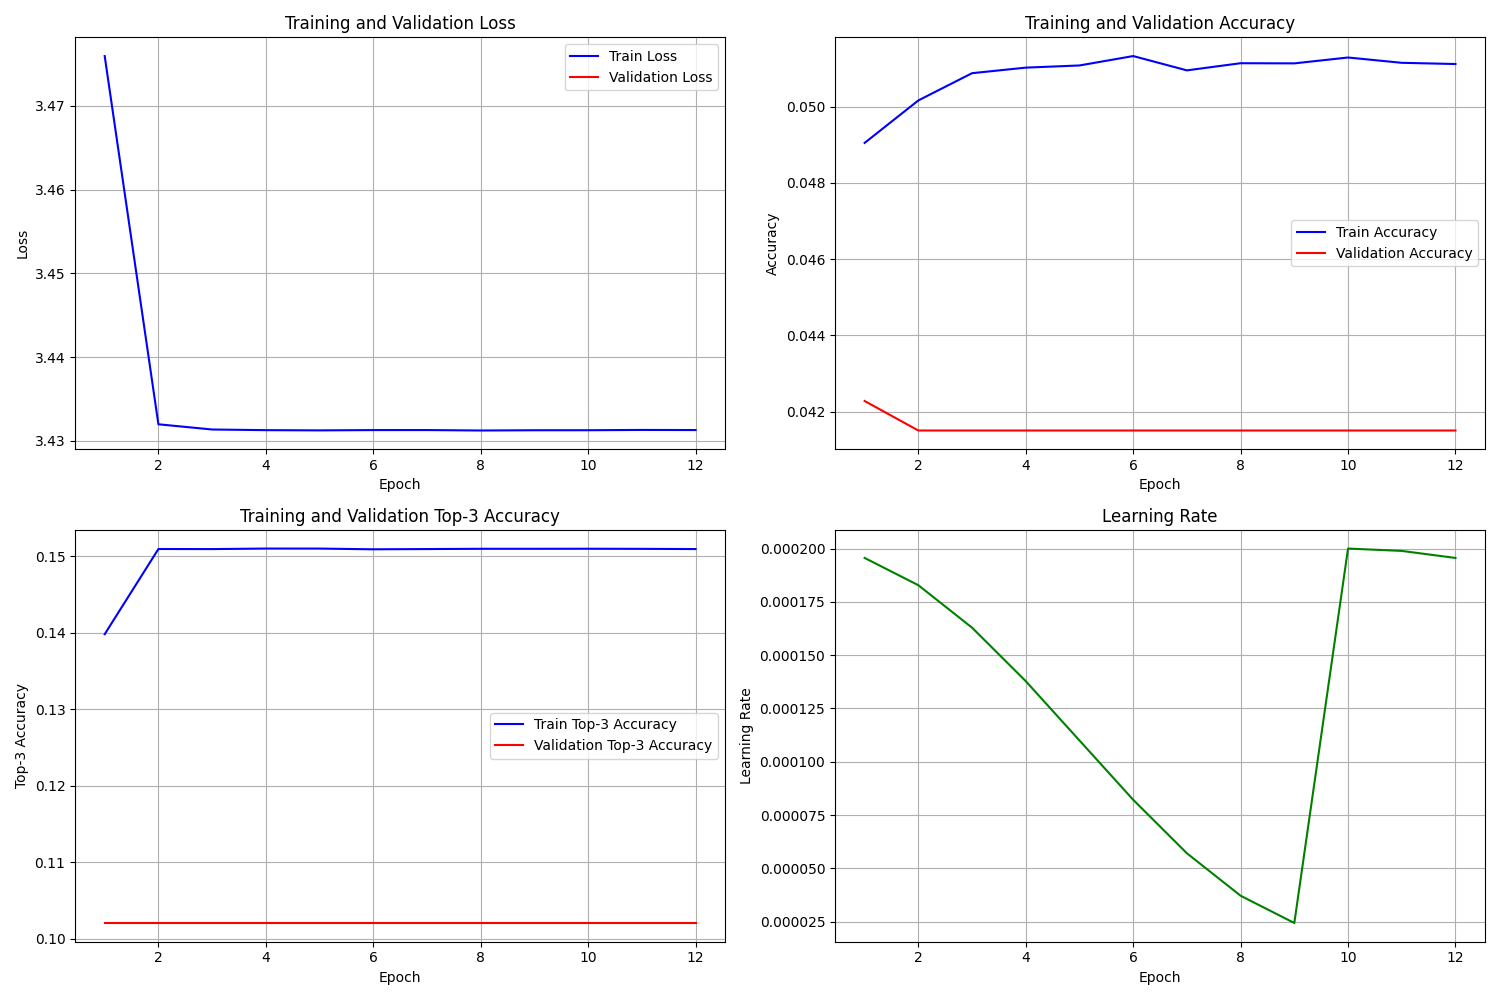 Training and Validation Loss
Train Loss
Validation Loss
3.47
3.46
3.45
3.44
3.43
Loss
2 4 6 8 10 12
Epoch
Training and Validation Accuracy
0.050
0.048
0.046
0.044
0.042
Accuracy
Train Accuracy
Validation Accuracy
2 4 6 8 10 12
Epoch
Training and Validation Top-3 Accuracy
0.15
0.14
0.13
0.12
0.11
0.10
Top-3 Accuracy
Train Top-3 Accuracy
Validation Top-3 Accuracy
2 4 6 8 10 12
Epoch
Learning Rate
0.000200
0.000175
0.000150
0.000125
0.000100
0.000075
0.000050
0.000025
Learning Rate
2 4 6 8 10 12
Epoch